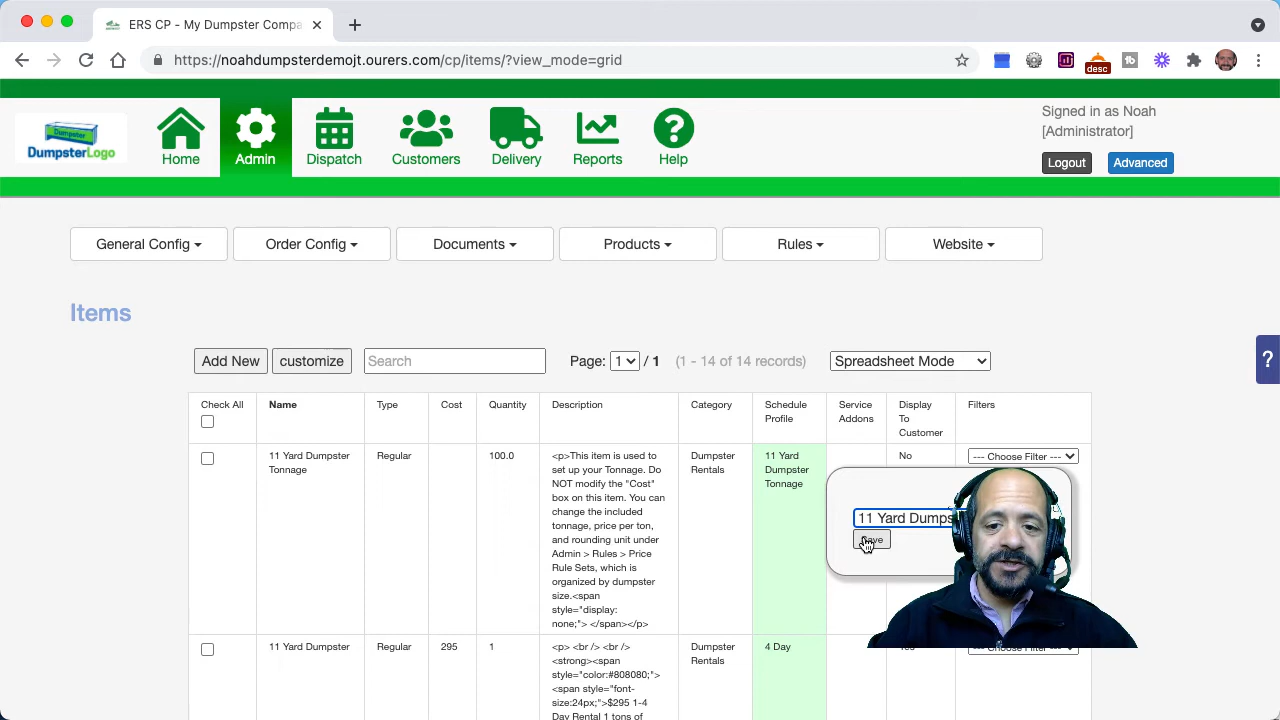 ERS CP - My Dumpster Compa
https://noahdumpsterdemojt.ourers.com/cp/items/?view_mode=grid
desc
Dumpster
DumpsterLogo
Home
Admin
Dispatch
Customers
Delivery
Reports
Help
Signed in as Noah
[Administrator]
Logout
Advanced
General Config
Order Config
Documents
Products
Rules
Website
Items
Add New
customize
Search
Page: 1 / 1
(1 - 14 of 14 records)
Spreadsheet Mode
?
Check All
Name
Type
Cost
Quantity
Description
Category
Schedule
Profile
Service
Addons
Display
To
Customer
Filters
11 Yard Dumpster
Tonnage
Regular
100.0
<p>This item is used to
set up your Tonnage. Do
NOT modify the "Cost"
box on this item. You can
change the included
tonnage, price per ton,
and rounding unit under
Admin > Rules > Price
Rule Sets, which is
organized by dumpster
size.<span
style="display:
none;"> </span></p>
Dumpster
Rentals
11 Yard
Dumpster
Tonnage
No
--- Choose Filter ---
11 Yard Dumps
11 Yard Dumpster
Regular
295
1
<p> <br /> <br />
<strong><span
style="color:#808080;">
<span style="font-
size:24px;">$295 1-4
Day Rental 1 tons of
Dumpster
Rentals
4 Day